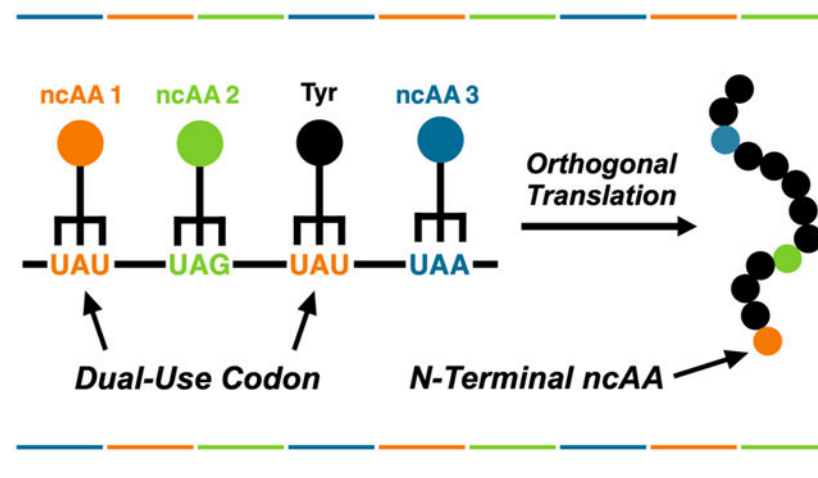 ncAA 1 ncAA 2 Tyr ncAA 3
Orthogonal
Translation
UAU UAG UAU UAA
Dual-Use Codon
N-Terminal ncAA